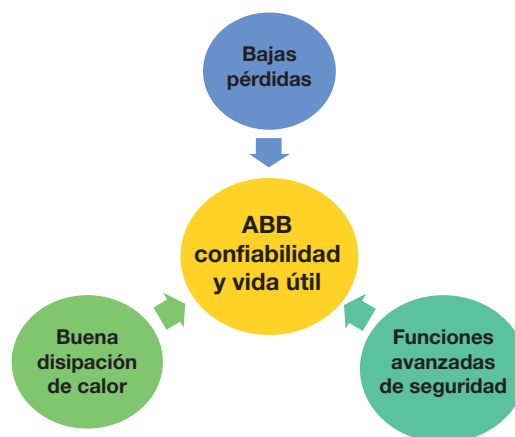 Bajas
pérdidas
ABB
confiabilidad
y vida útil
Buena
disipación
de calor
Funciones
avanzadas
de seguridad